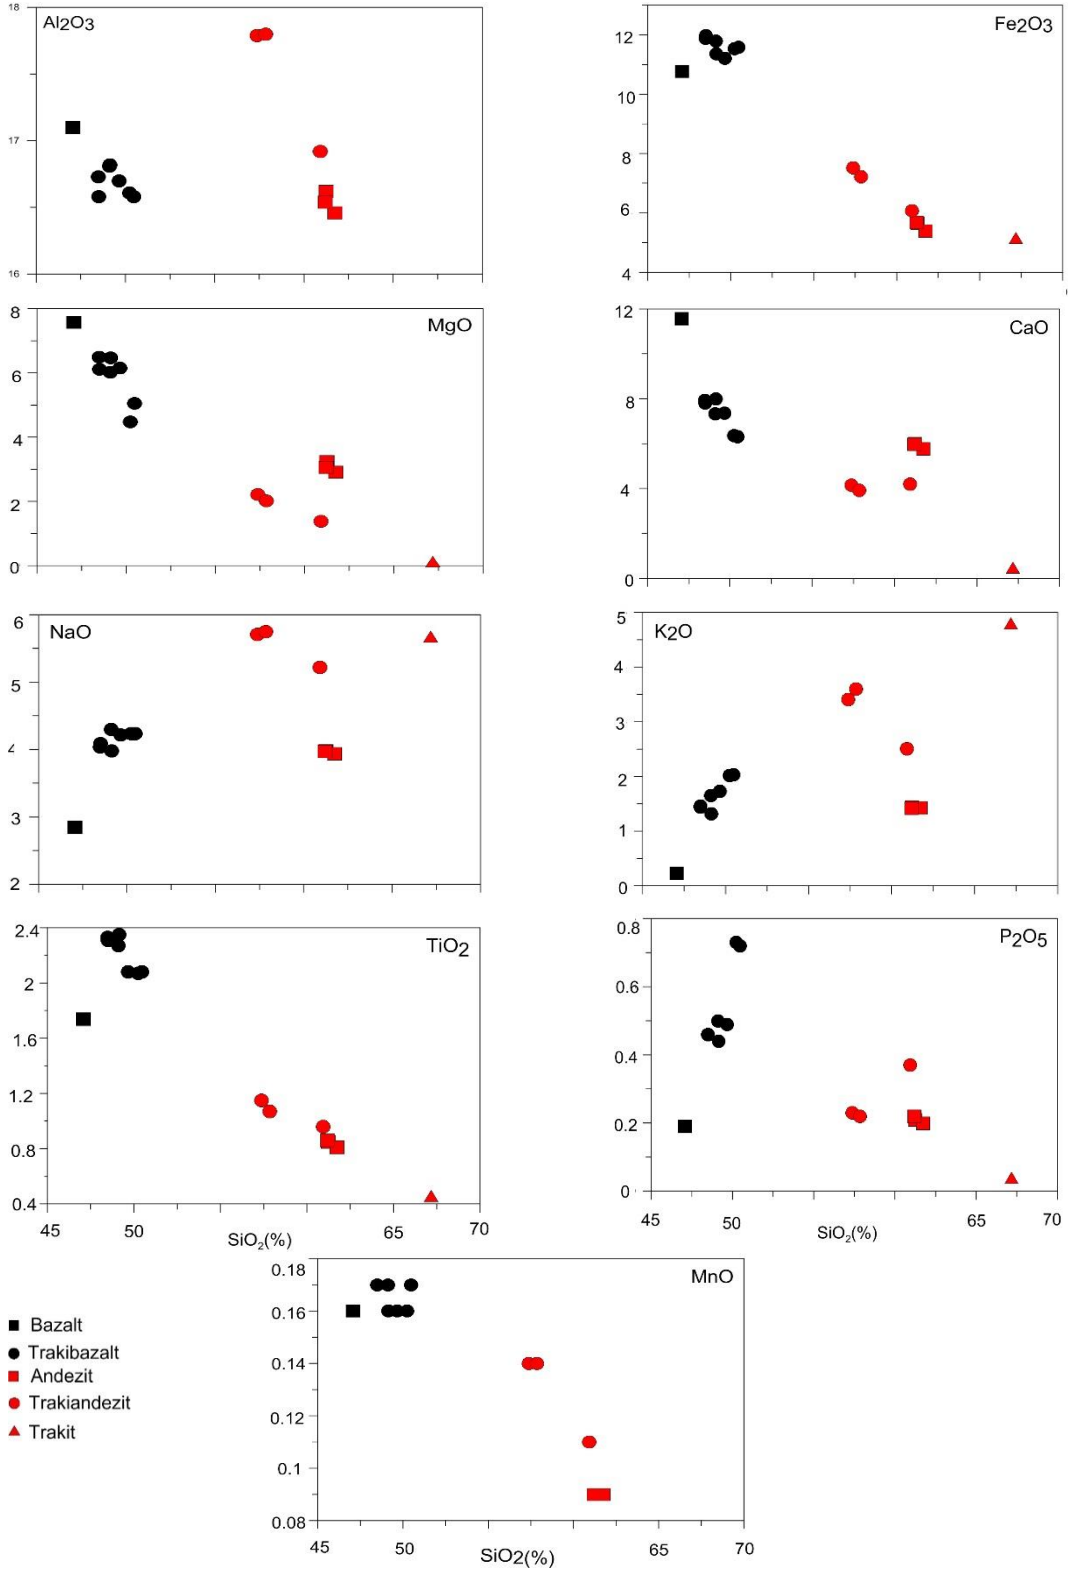 18
Al2O3
17
16
Fe2O3
12
10
8
6
4
8
MgO
6
4
2
0
12
CaO
8
4
0
6
NaO
5
4
3
2
5
K2O
4
3
2
1
0
2.4
TiO2
2
1.6
1.2
0.8
0.4
45 50 65 70
SiO2(%)
0.8
P2O5
0.6
0.4
0.2
0
45 50 65 70
SiO2(%)
0.18
MnO
0.16
0.14
0.12
0.1
0.08
45 50 65 70
SiO2(%)
Bazalt
Trakibazalt
Andezit
Trakiandezit
Trakit